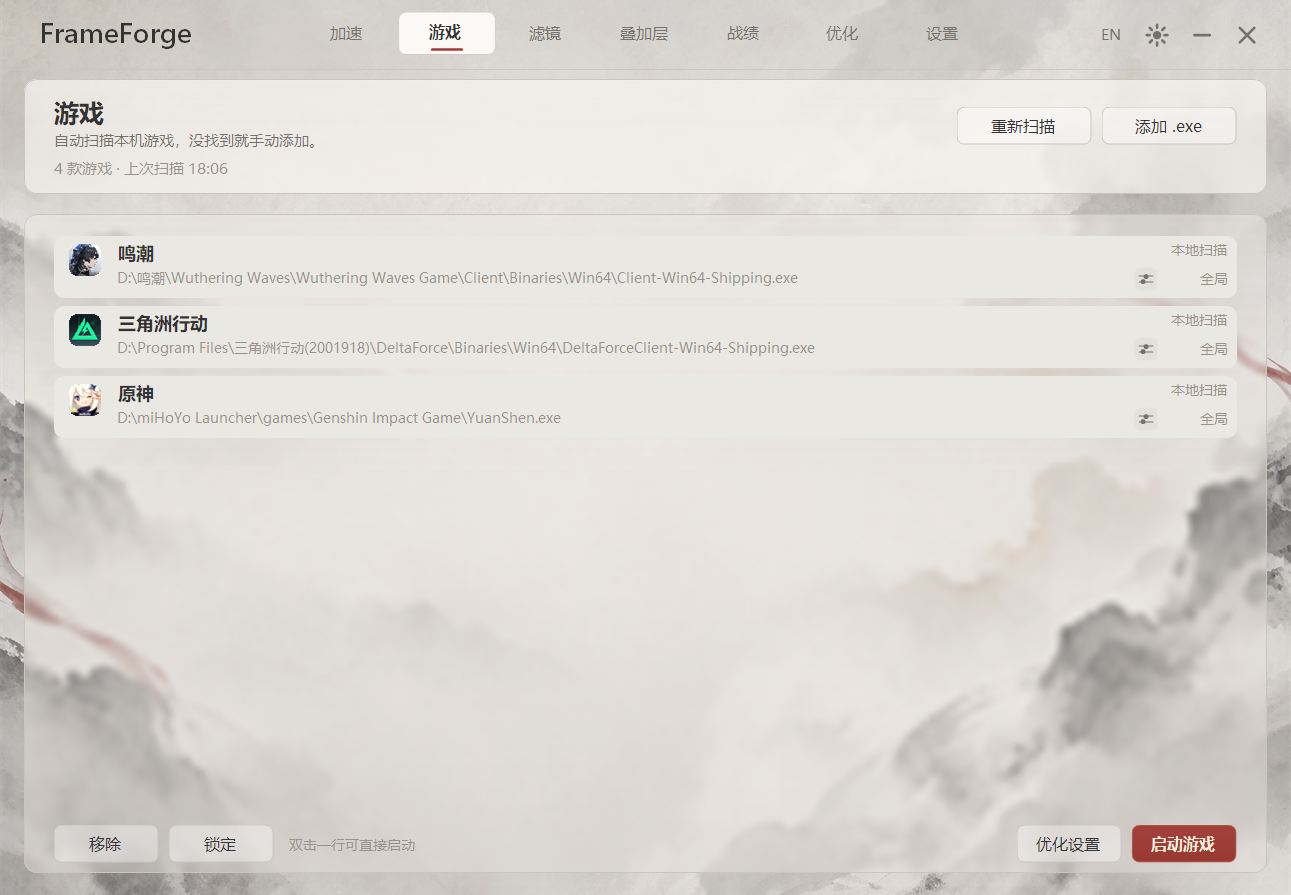 FrameForge
加速 游戏 滤镜 叠加层 战绩 优化 设置 EN
游戏
自动扫描本机游戏，没找到就手动添加。
4 款游戏 · 上次扫描 18:06
重新扫描 添加 .exe
鸣潮 本地扫描
D:\鸣潮\Wuthering Waves\Wuthering Waves Game\Client\Binaries\Win64\Client-Win64-Shipping.exe 全局
三角洲行动 本地扫描
D:\Program Files\三角洲行动(2001918)\DeltaForce\Binaries\Win64\DeltaForceClient-Win64-Shipping.exe 全局
原神 本地扫描
D:\miHoYo Launcher\games\Genshin Impact Game\YuanShen.exe 全局
移除 锁定 双击一行可直接启动 优化设置 启动游戏